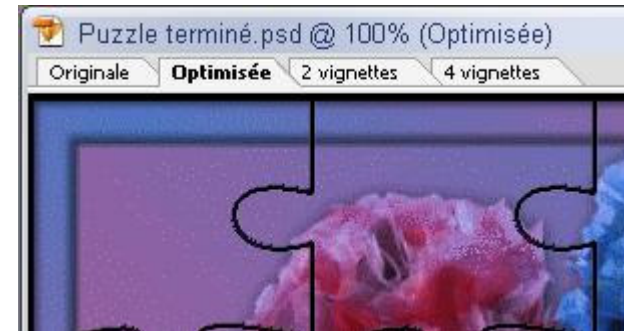 Puzzle terminé.psd @ 100% (Optimisée)
Originale Optimisée 2 vignettes 4 vignettes